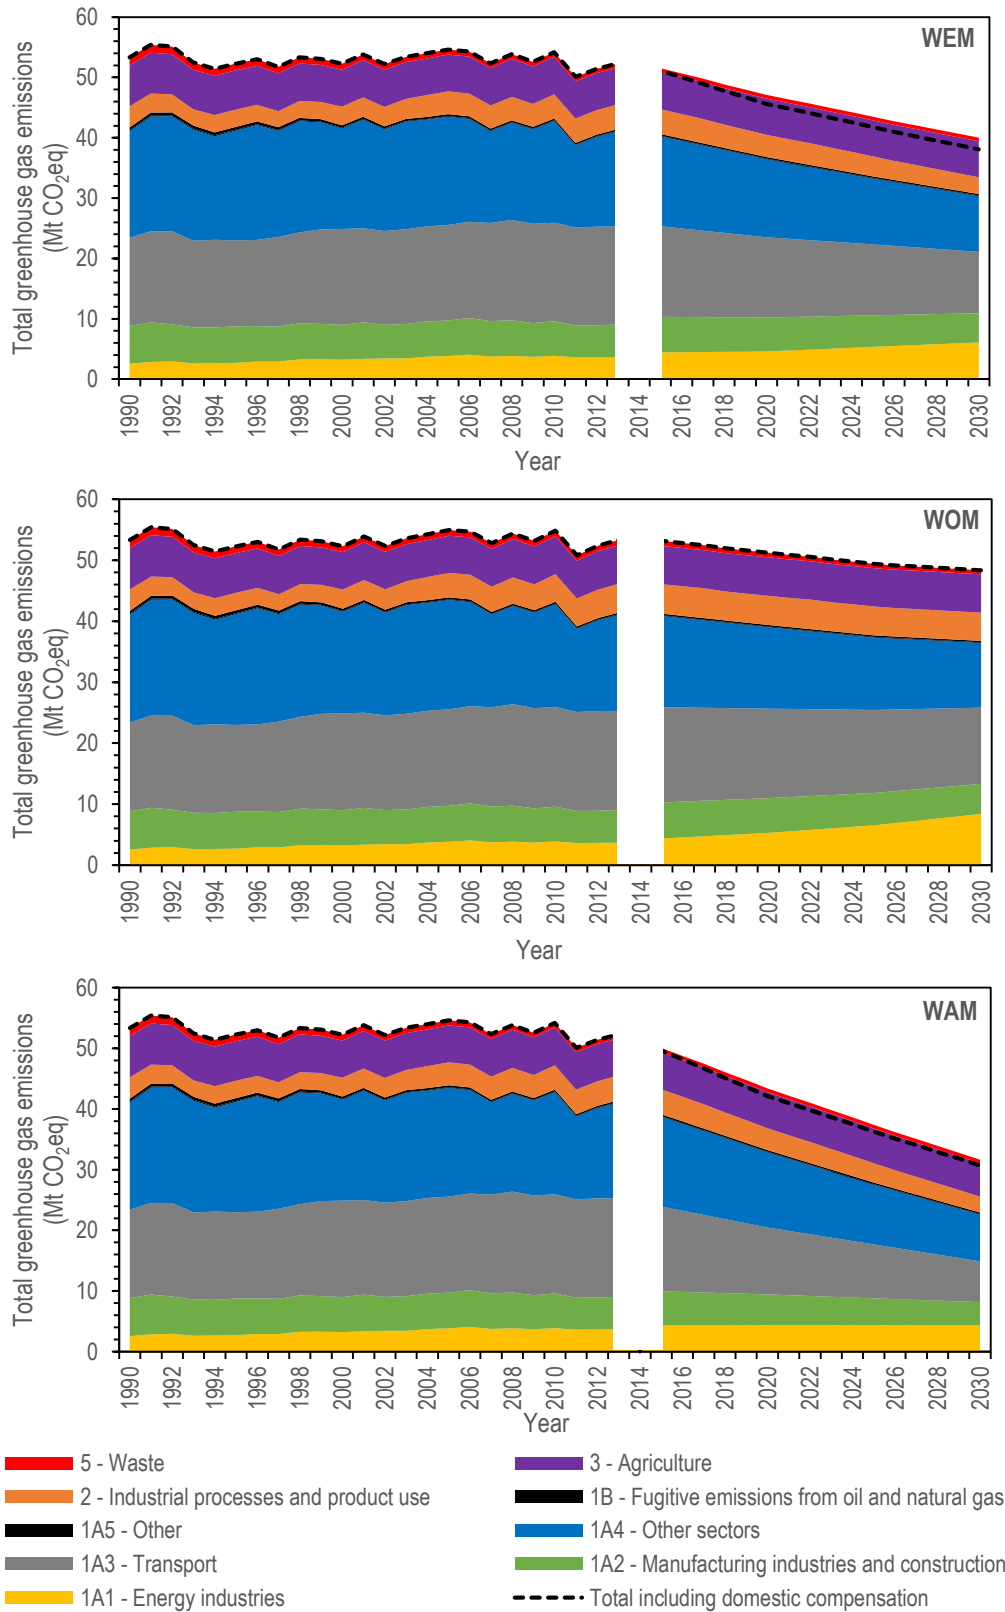 WEM
Total greenhouse gas emissions
(Mt CO₂eq)
60
50
40
30
20
10
0
1990 1992 1994 1996 1998 2000 2002 2004 2006 2008 2010 2012 2014 2016 2018 2020 2022 2024 2026 2028 2030
Year
WOM
Total greenhouse gas emissions
(Mt CO₂eq)
60
50
40
30
20
10
0
1990 1992 1994 1996 1998 2000 2002 2004 2006 2008 2010 2012 2014 2016 2018 2020 2022 2024 2026 2028 2030
Year
WAM
Total greenhouse gas emissions
(Mt CO₂eq)
60
50
40
30
20
10
0
1990 1992 1994 1996 1998 2000 2002 2004 2006 2008 2010 2012 2014 2016 2018 2020 2022 2024 2026 2028 2030
Year
5 - Waste
3 - Agriculture
2 - Industrial processes and product use
1B - Fugitive emissions from oil and natural gas
1A5 - Other
1A4 - Other sectors
1A3 - Transport
1A2 - Manufacturing industries and construction
1A1 - Energy industries
Total including domestic compensation